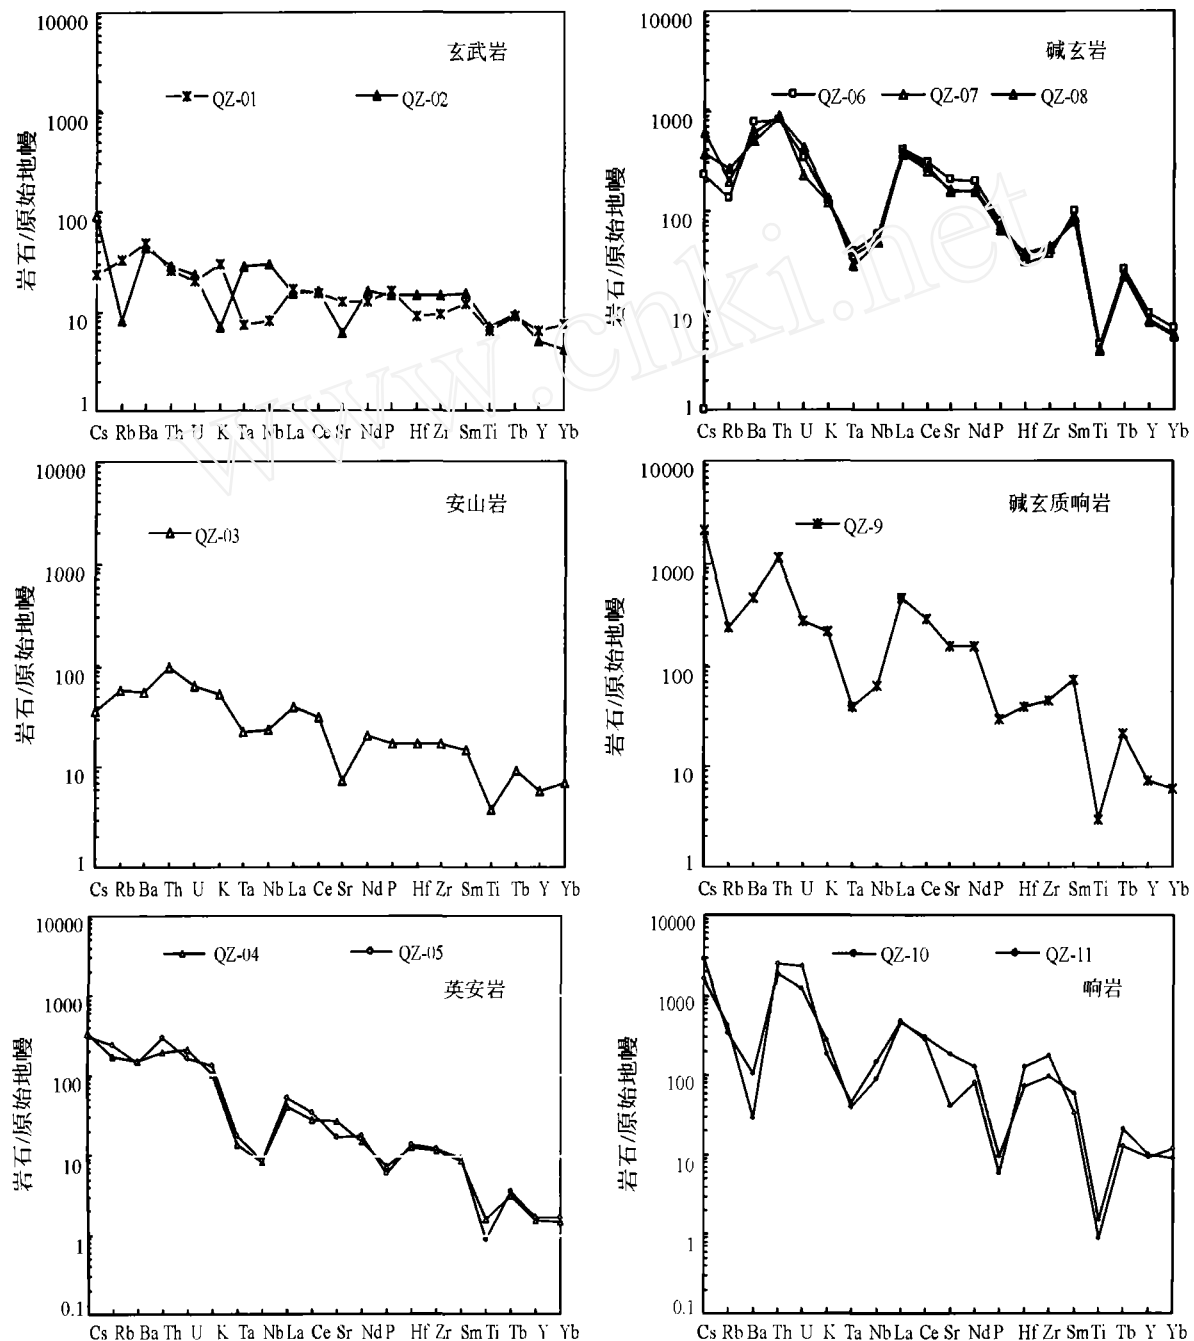 10000
1000
100
10
1
岩石/原始地幔
玄武岩
QZ-01 QZ-02
Cs Rb Ba Th U K Ta Nb La Ce Sr Nd P Hf Zr Sm Ti Tb Y Yb
10000
1000
100
10
1
岩石/原始地幔
碱玄岩
QZ-06 QZ-07 QZ-08
Cs Rb Ba Th U K Ta Nb La Ce Sr Nd P Hf Zr Sm Ti Tb Y Yb
10000
1000
100
10
1
岩石/原始地幔
安山岩
QZ-03
Cs Rb Ba Th U K Ta Nb La Ce Sr Nd P Hf Zr Sm Ti Tb Y Yb
10000
1000
100
10
1
岩石/原始地幔
碱玄质响岩
QZ-9
Cs Rb Ba Th U K Ta Nb La Ce Sr Nd P Hf Zr Sm Ti Tb Y Yb
10000
1000
100
10
1
0.1
岩石/原始地幔
QZ-04 QZ-05
英安岩
Cs Rb Ba Th U K Ta Nb La Ce Sr Nd P Hf Zr Sm Ti Tb Y Yb
10000
1000
100
10
1
0.1
岩石/原始地幔
QZ-10 QZ-11
响岩
Cs Rb Ba Th U K Ta Nb La Ce Sr Nd P Hf Zr Sm Ti Tb Y Yb
www.cnki.net